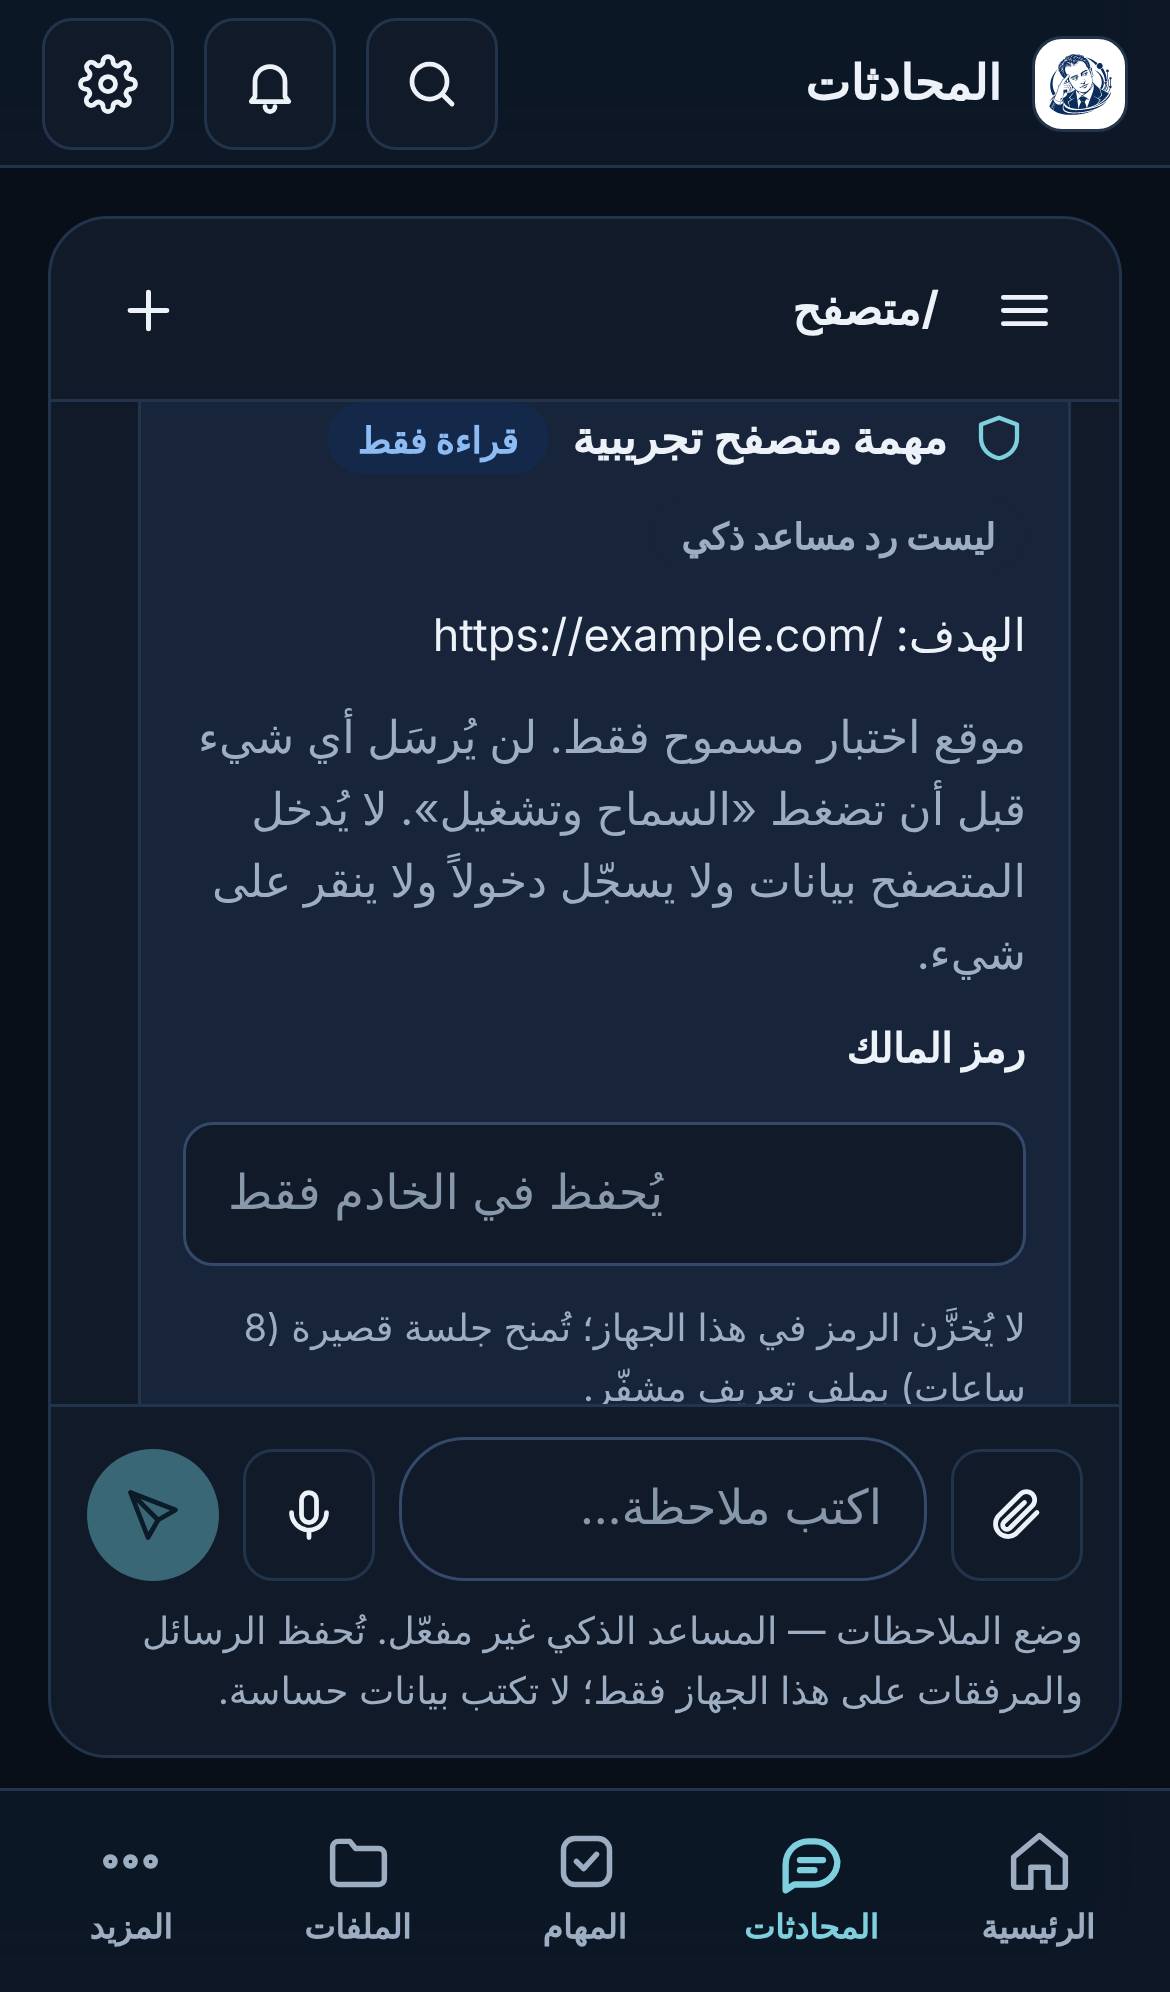 المحادثات
/متصفح
مهمة متصفح تجريبية
قراءة فقط
ليست رد مساعد ذكي
الهدف: https://example.com/
موقع اختبار مسموح فقط. لن يُرسَل أي شيء
قبل أن تضغط «السماح وتشغيل». لا يُدخل
المتصفح بيانات ولا يسجّل دخولاً ولا ينقر على
شيء.
رمز المالك
يُحفظ في الخادم فقط
لا يُخزَّن الرمز في هذا الجهاز؛ تُمنح جلسة قصيرة (8
ساعات) بملف تعريف مشفّر.
اكتب ملاحظة...
وضع الملاحظات — المساعد الذكي غير مفعّل. تُحفظ الرسائل
والمرفقات على هذا الجهاز فقط؛ لا تكتب بيانات حساسة.
الرئيسية
المحادثات
المهام
الملفات
المزيد